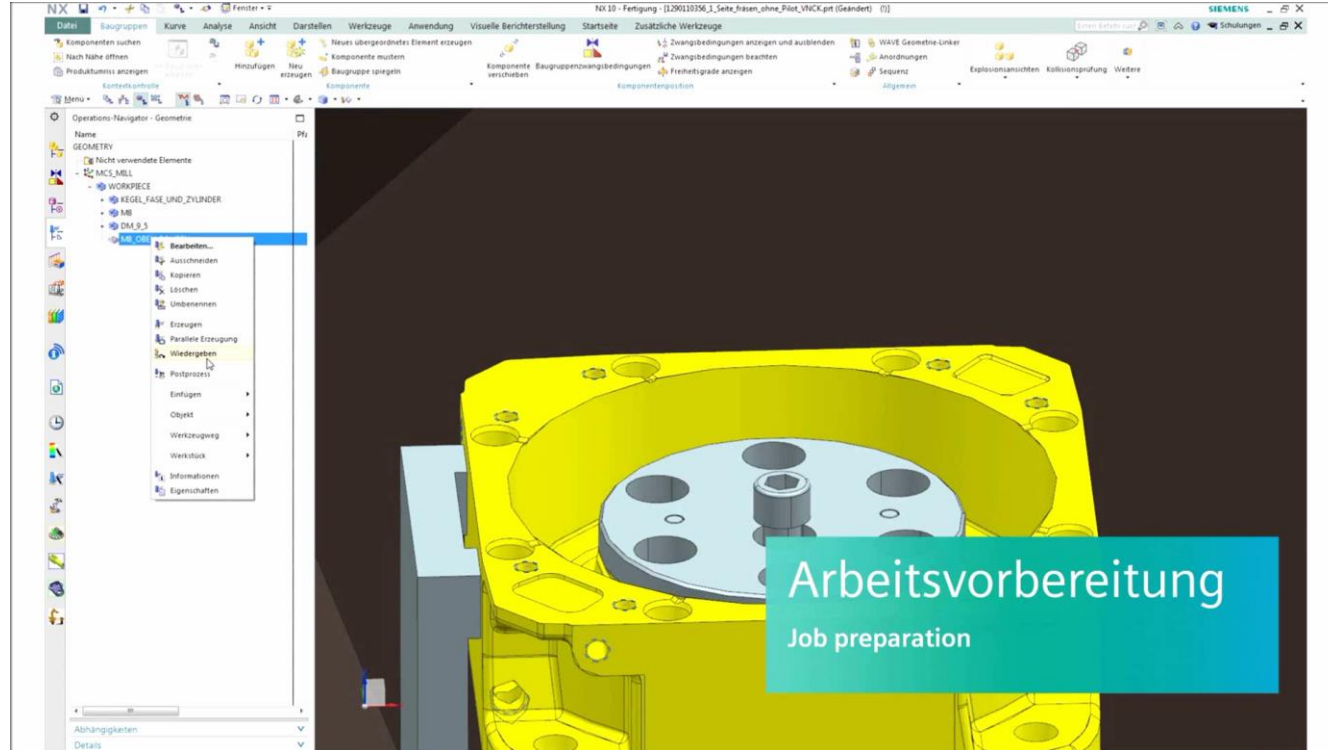 NX
Fenster
NX 10 - Fertigung - [1290110356_1_Seite_fräsen_ohne_Pilot_VNCK.prt (Geändert) ()]
SIEMENS
Datei Baugruppen Kurve Analyse Ansicht Darstellen Werkzeuge Anwendung Visuelle Berichterstellung Startseite Zusätzliche Werkzeuge
Schulungen
Komponenten suchen
Nach Nähe öffnen
Produktumriss anzeigen
Kontextkontrolle
Hinzufügen
Neu erzeugen
Neues übergeordnetes Element erzeugen
Komponente mustern
Baugruppe spiegeln
Komponente
Komponente verschieben
Baugruppenzwangsbedingungen
Zwangsbedingungen anzeigen und ausblenden
Zwangsbedingungen beachten
Freiheitsgrade anzeigen
Komponentenposition
WAVE Geometrie-Linker
Anordnungen
Sequenz
Allgemein
Explosionsansichten
Kollisionsprüfung
Weitere
Menü
Operations-Navigator - Geometrie
Name
GEOMETRY
Nicht verwendete Elemente
MCS_MILL
WORKPIECE
KEGEL_FASE_UND_ZYLINDER
M8
DM_9_5
Bearbeiten...
Ausschneiden
Kopieren
Löschen
Umbenennen
Erzeugen
Parallele Erzeugung
Wiedergeben
Postprozess
Einfügen
Objekt
Werkzeugweg
Werkstück
Informationen
Eigenschaften
Abhängigkeiten
Details
Arbeitsvorbereitung
Job preparation